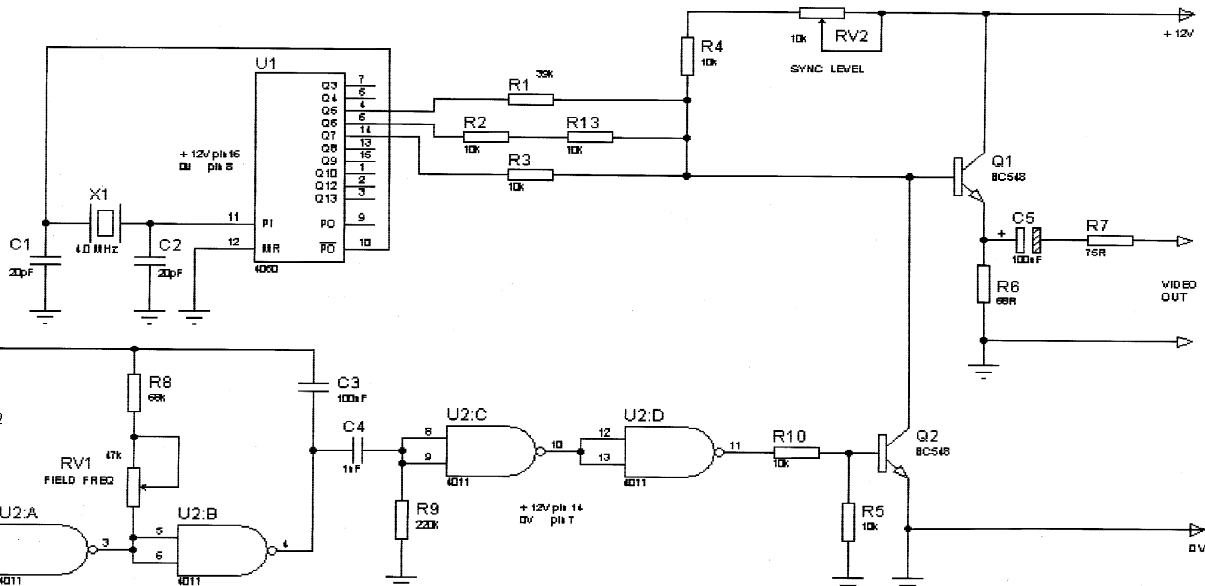 10k
RV2
SYNC LEVEL
+12V
R4
10k
U1
R1
39k
Q3 7
Q4 5
Q5 4
Q6 6
Q7 14
Q8 13
Q9 15
Q10 1
Q12 2
Q13 3
R2
10k
R13
10k
R3
10k
+12V pin 16
0V pin 8
Q1
BC548
X1
4.0 MHz
C1
20pF
C2
20pF
11 PI
12 MR
PO 9
PO 10
4060
C5
+
R7
75R
R6
68R
VIDEO
OUT
R8
68k
C3
C4
47k
RV1
FIELD FREQ
U2:A
3
4011
U2:B
5
6
4
4011
U2:C
8
9
10
4011
U2:D
12
13
11
4011
R9
220k
+12V pin 14
0V pin 7
R10
10k
R5
10k
Q2
BC548
0V